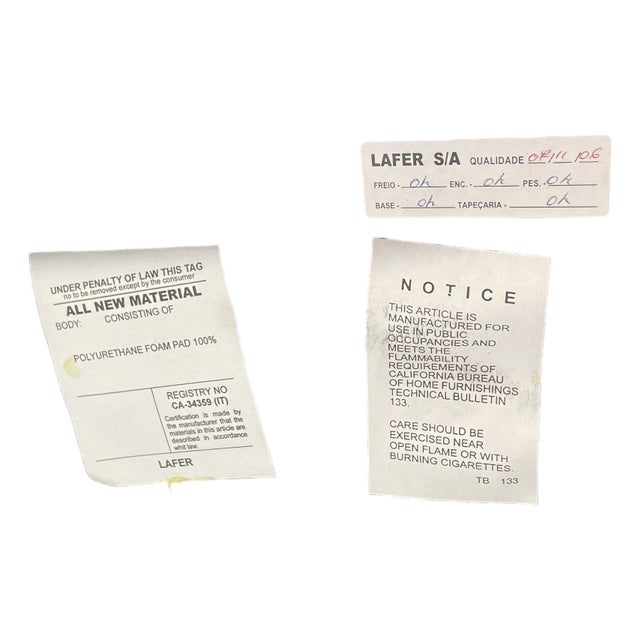 LAFER S/A QUALIDADE 08/11/06
FREIO - ok ENC. - ok PES. - ok
BASE - ok TAPEÇARIA - ok
UNDER PENALTY OF LAW THIS TAG
no to be removed except by the consumer
ALL NEW MATERIAL
CONSISTING OF
BODY:
POLYURETHANE FOAM PAD 100%
REGISTRY NO
CA-34359 (IT)
Certification is made by
the manufacturer that the
materials in this article are
described in accordance
whit law.
LAFER
NOTICE
THIS ARTICLE IS
MANUFACTURED FOR
USE IN PUBLIC
OCCUPANCIES AND
MEETS THE
FLAMMABILITY
REQUIREMENTS OF
CALIFORNIA BUREAU
OF HOME FURNISHINGS
TECHNICAL BULLETIN
133.
CARE SHOULD BE
EXERCISED NEAR
OPEN FLAME OR WITH
BURNING CIGARETTES.
TB 133